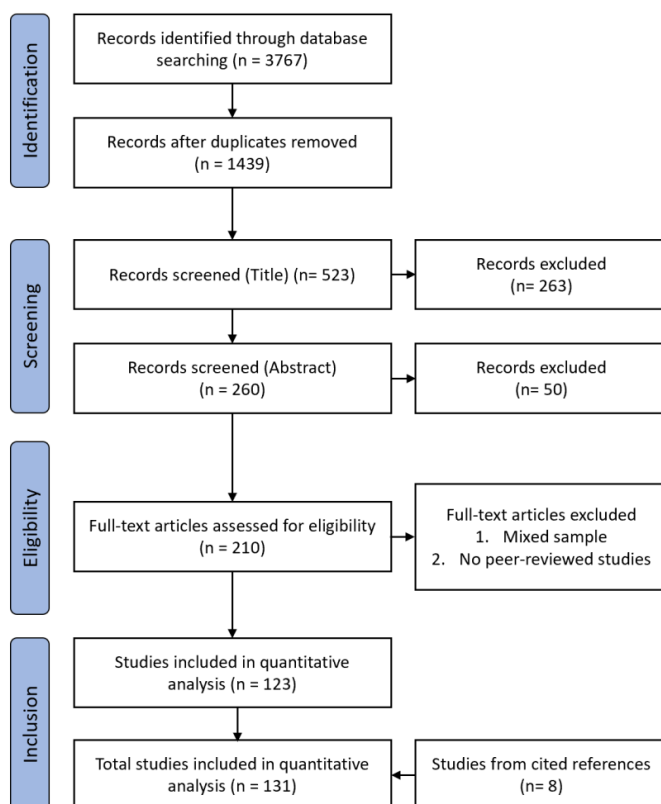 Identification
Records identified through database
searching (n = 3767)
Records after duplicates removed
(n = 1439)
Screening
Records screened (Title) (n= 523)
Records excluded
(n= 263)
Records screened (Abstract)
(n = 260)
Records excluded
(n= 50)
Eligibility
Full-text articles assessed for eligibility
(n = 210)
Full-text articles excluded
1. Mixed sample
2. No peer-reviewed studies
Inclusion
Studies included in quantitative
analysis (n = 123)
Total studies included in quantitative
analysis (n = 131)
Studies from cited references
(n= 8)